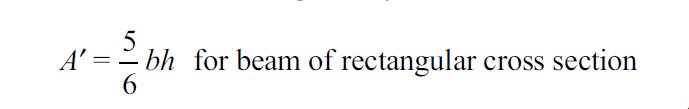 A′ = 5/6 bh for beam of rectangular cross section